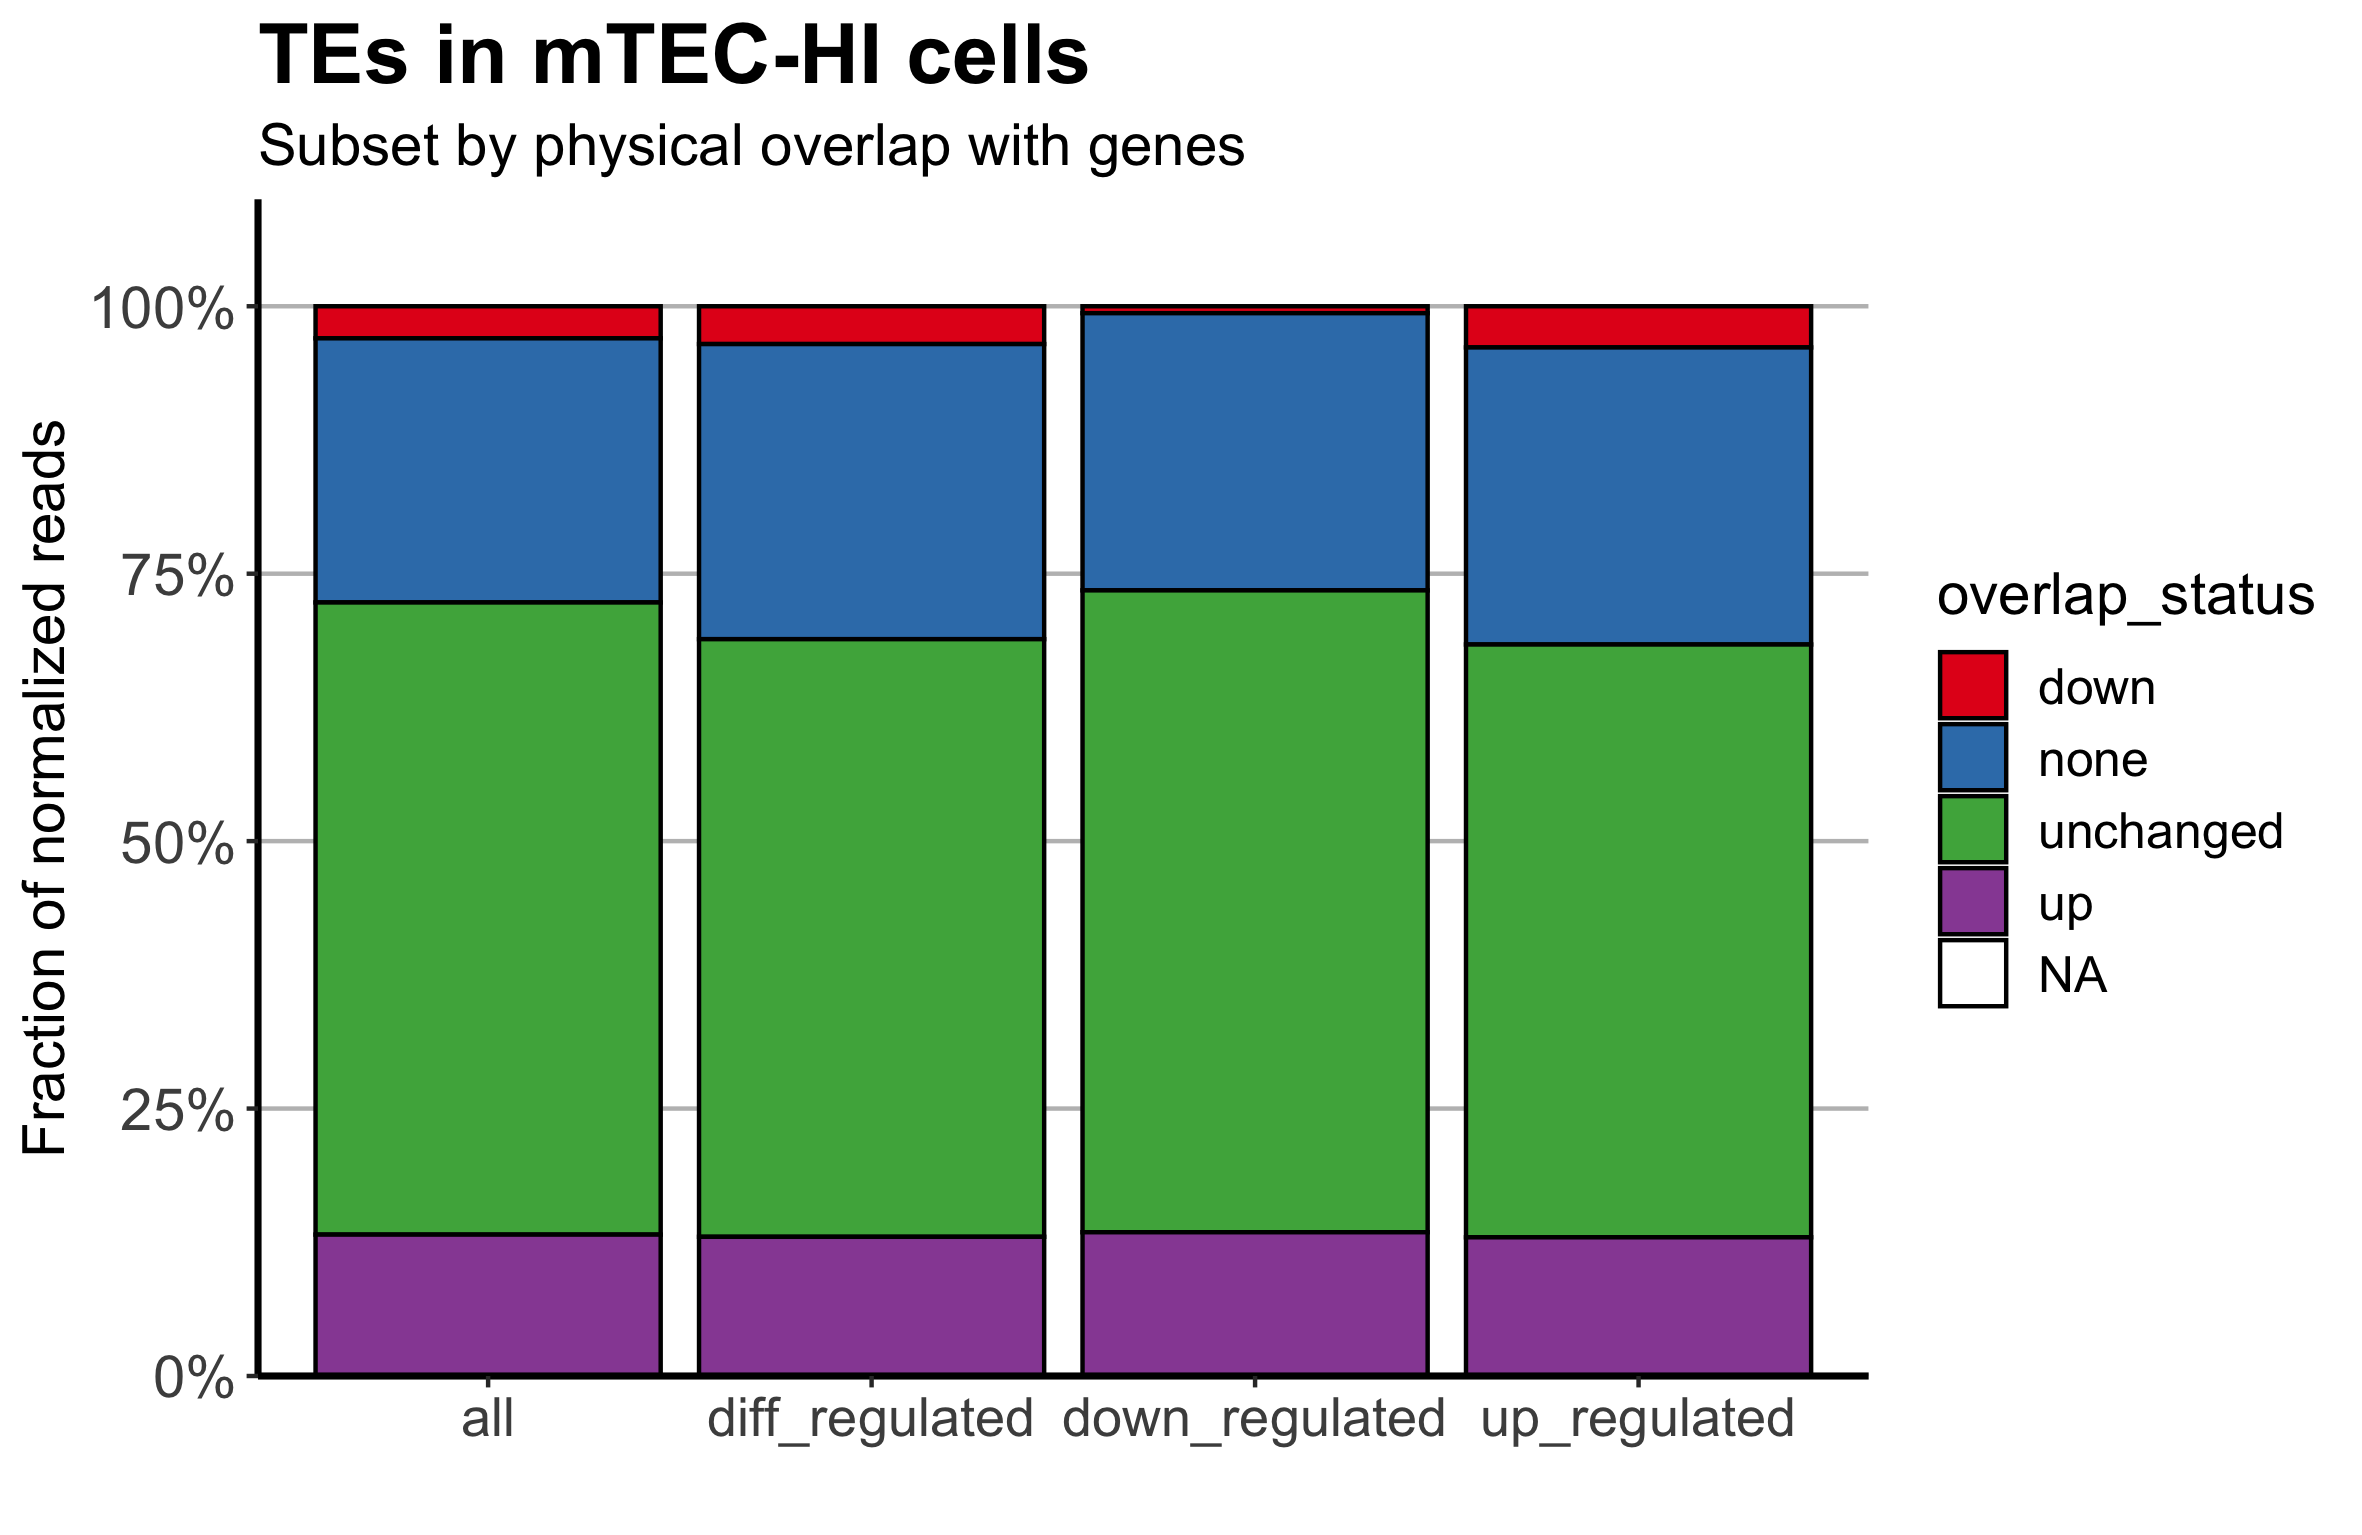 TEs in mTEC-HI cells
Subset by physical overlap with genes
Fraction of normalized reads
100%
75%
50%
25%
0%
all
diff_regulated
down_regulated
up_regulated
overlap_status
down
none
unchanged
up
NA